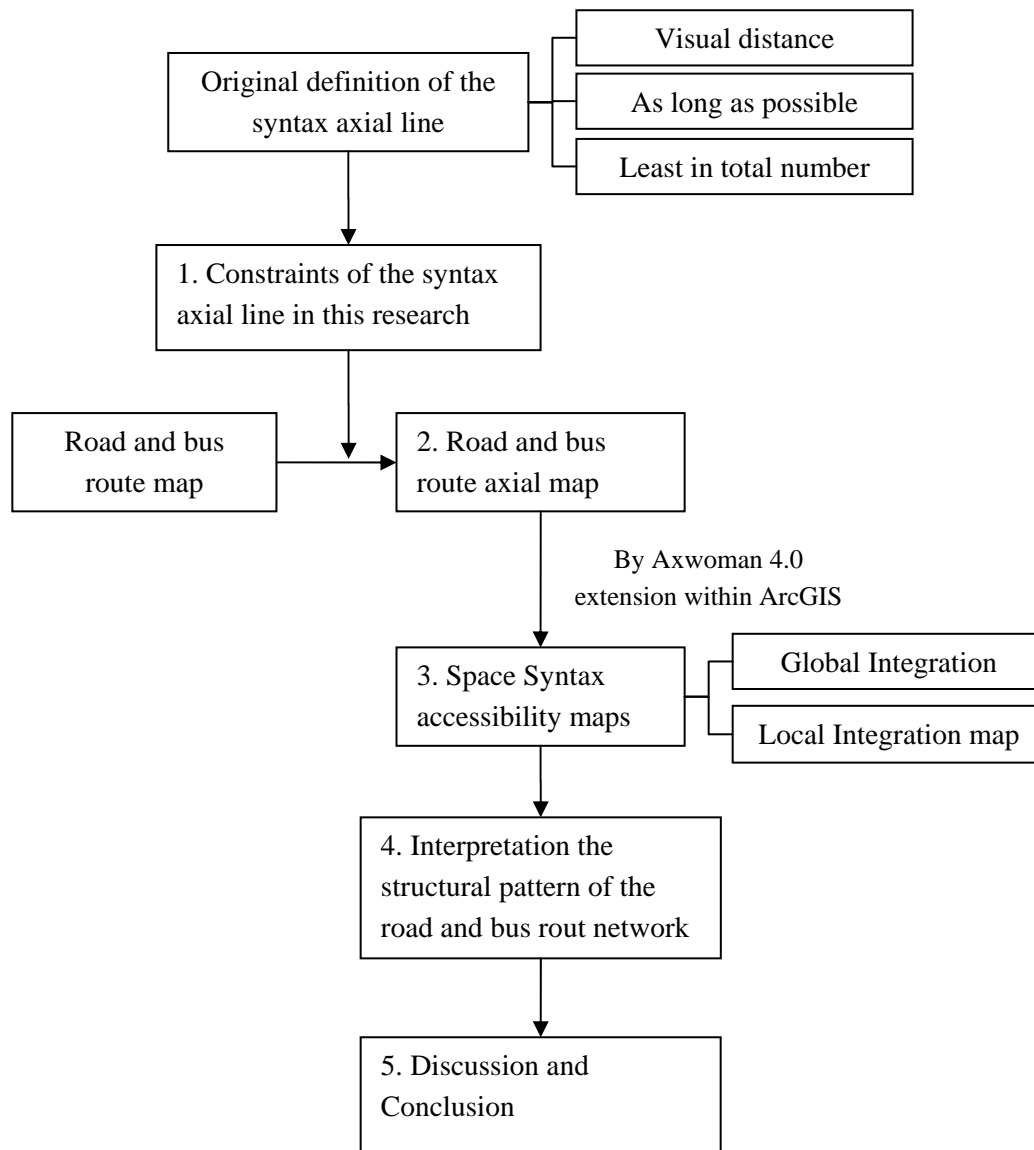 Original definition of the
syntax axial line
Visual distance
As long as possible
Least in total number
1. Constraints of the syntax
axial line in this research
Road and bus
route map
2. Road and bus
route axial map
By Axwoman 4.0
extension within ArcGIS
3. Space Syntax
accessibility maps
Global Integration
Local Integration map
4. Interpretation the
structural pattern of the
road and bus rout network
5. Discussion and
Conclusion